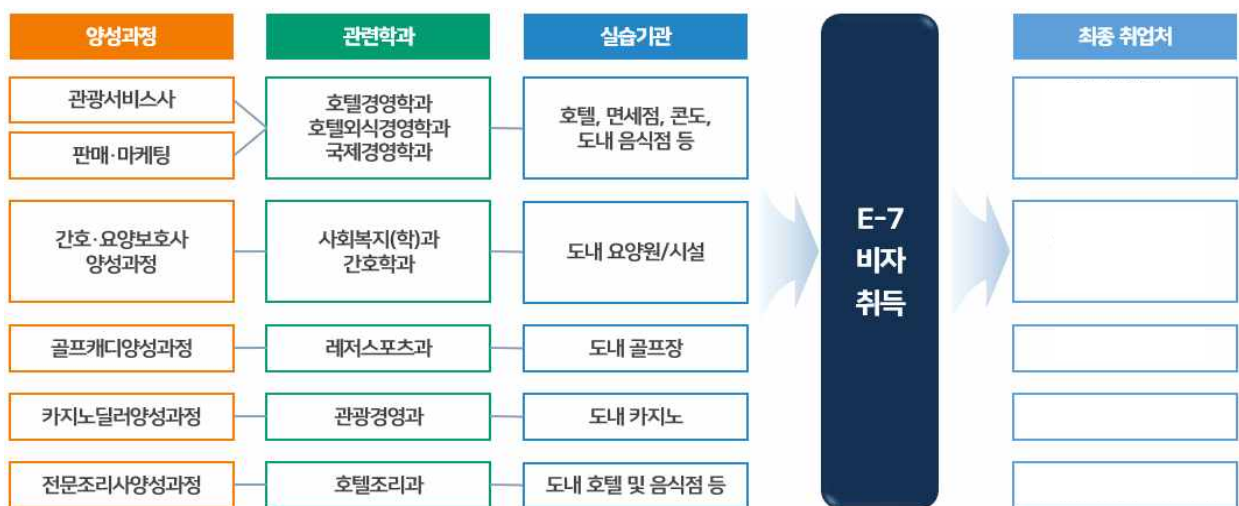 양성과정
관련학과
실습기관
최종 취업처
관광서비스사
판매·마케팅
호텔경영학과
호텔외식경영학과
국제경영학과
호텔, 면세점, 콘도,
도내 음식점 등
간호·요양보호사
양성과정
사회복지(학)과
간호학과
도내 요양원/시설
E-7
비자
취득
골프캐디양성과정
레저스포츠과
도내 골프장
카지노딜러양성과정
관광경영과
도내 카지노
전문조리사양성과정
호텔조리과
도내 호텔 및 음식점 등